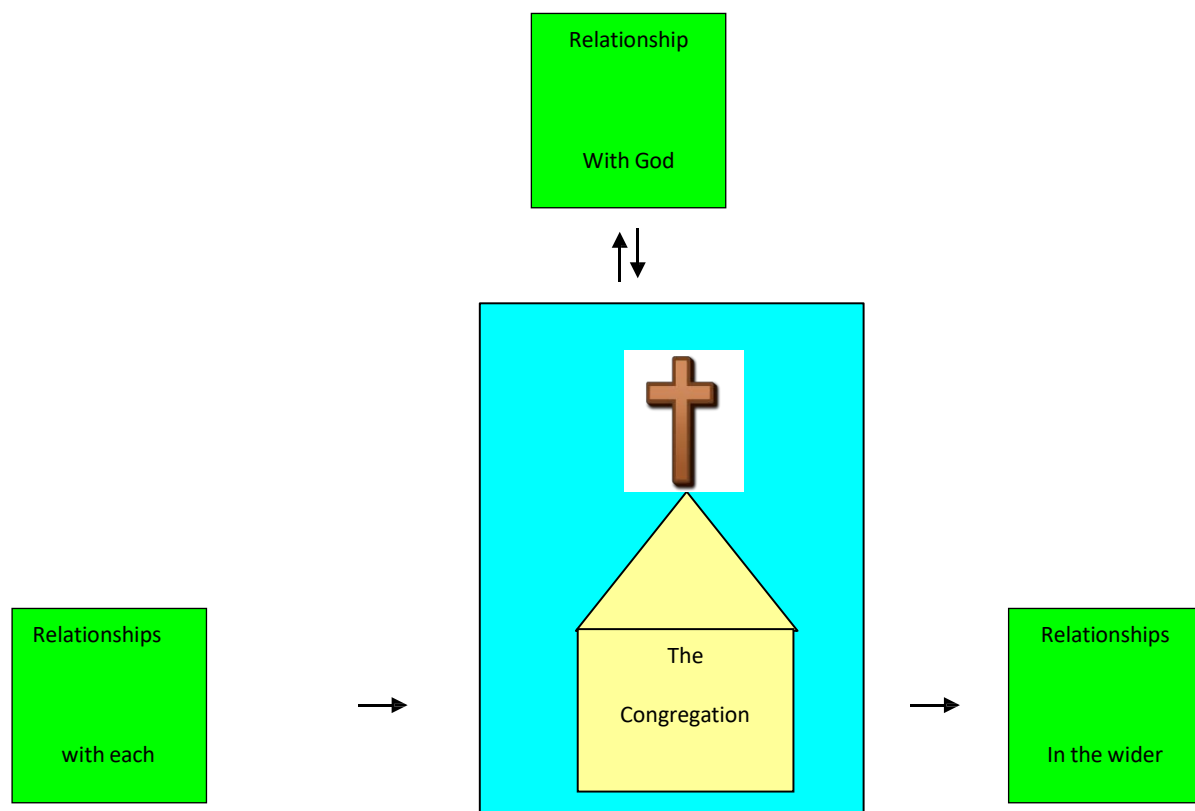 Relationship
With God
The
Congregation
Relationships
with each
Relationships
In the wider